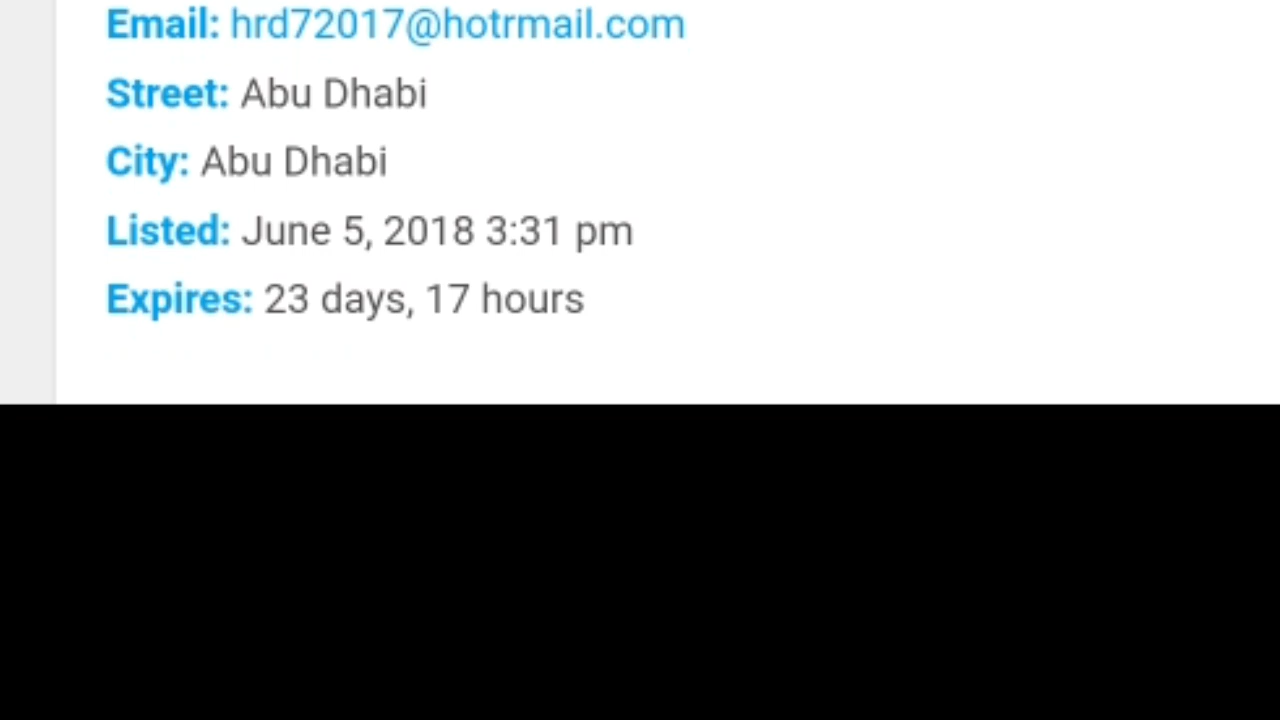 Email: hrd72017@hotrmail.com
Street: Abu Dhabi
City: Abu Dhabi
Listed: June 5, 2018 3:31 pm
Expires: 23 days, 17 hours